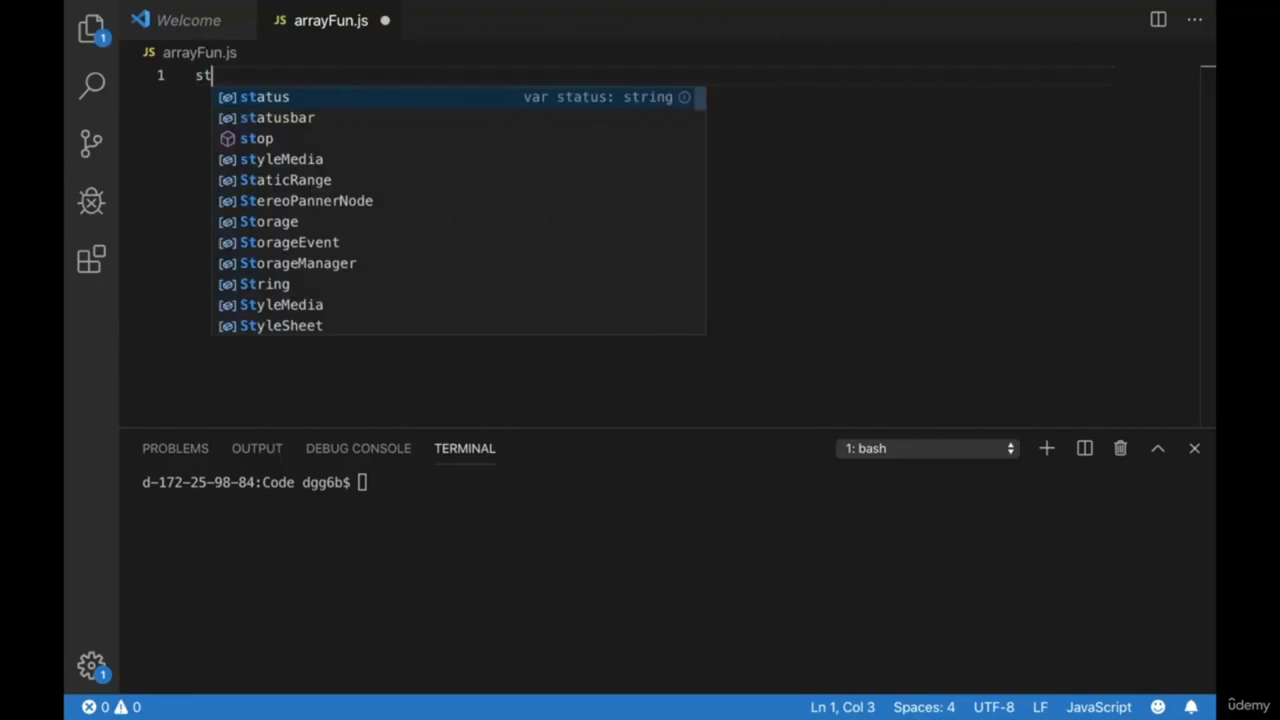 Welcome
JS arrayFun.js
JS arrayFun.js
1 st
status var status: string
statusbar
stop
styleMedia
StaticRange
StereoPannerNode
Storage
StorageEvent
StorageManager
String
StyleMedia
StyleSheet
1
PROBLEMS OUTPUT DEBUG CONSOLE TERMINAL 1: bash
d-172-25-98-84:Code dgg6b$
1
0 0 Ln 1, Col 3 Spaces: 4 UTF-8 LF JavaScript
ûdemy